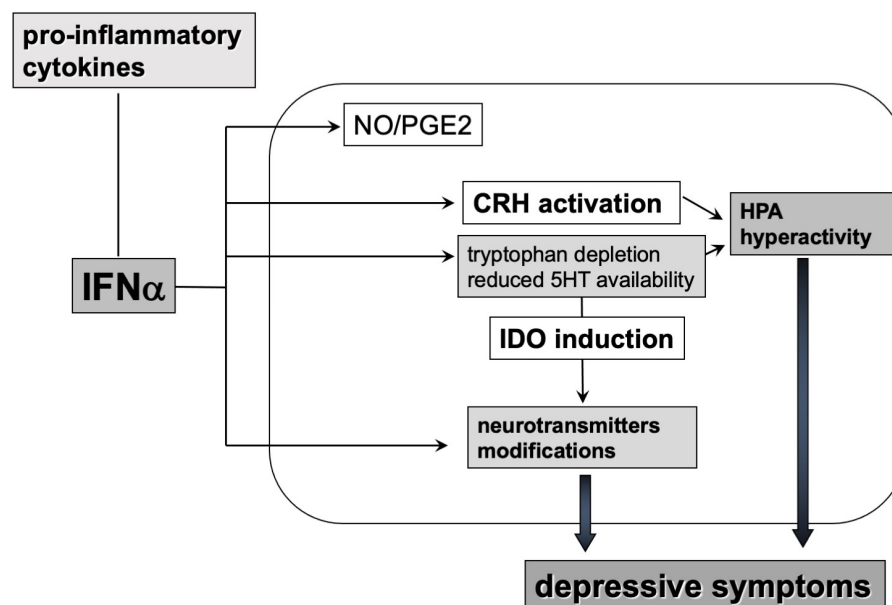 pro-inflammatory
cytokines
NO/PGE2
CRH activation
HPA
hyperactivity
tryptophan depletion
reduced 5HT availability
IFNα
IDO induction
neurotransmitters
modifications
depressive symptoms